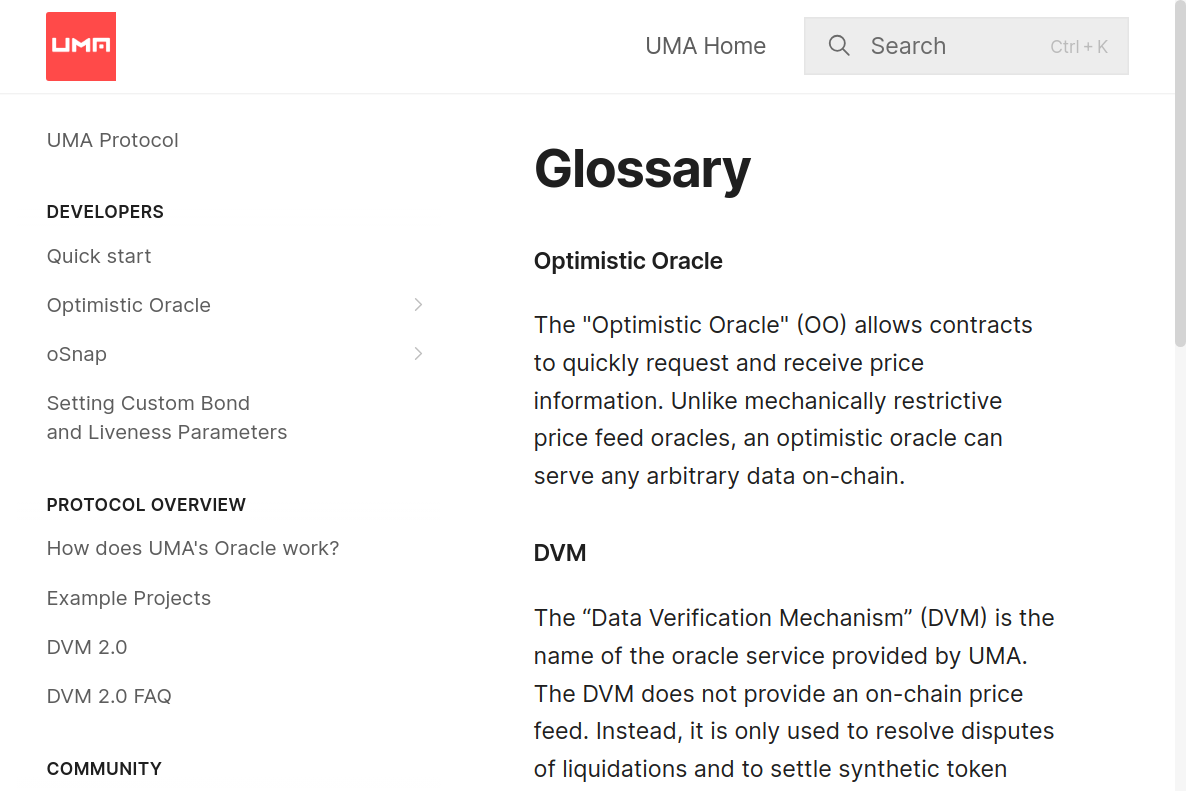 UMA
UMA Home
Search
Ctrl + K
UMA Protocol
DEVELOPERS
Quick start
Optimistic Oracle
oSnap
Setting Custom Bond
and Liveness Parameters
PROTOCOL OVERVIEW
How does UMA's Oracle work?
Example Projects
DVM 2.0
DVM 2.0 FAQ
COMMUNITY
Glossary
Optimistic Oracle
The "Optimistic Oracle" (OO) allows contracts
to quickly request and receive price
information. Unlike mechanically restrictive
price feed oracles, an optimistic oracle can
serve any arbitrary data on-chain.
DVM
The “Data Verification Mechanism” (DVM) is the
name of the oracle service provided by UMA.
The DVM does not provide an on-chain price
feed. Instead, it is only used to resolve disputes
of liquidations and to settle synthetic token